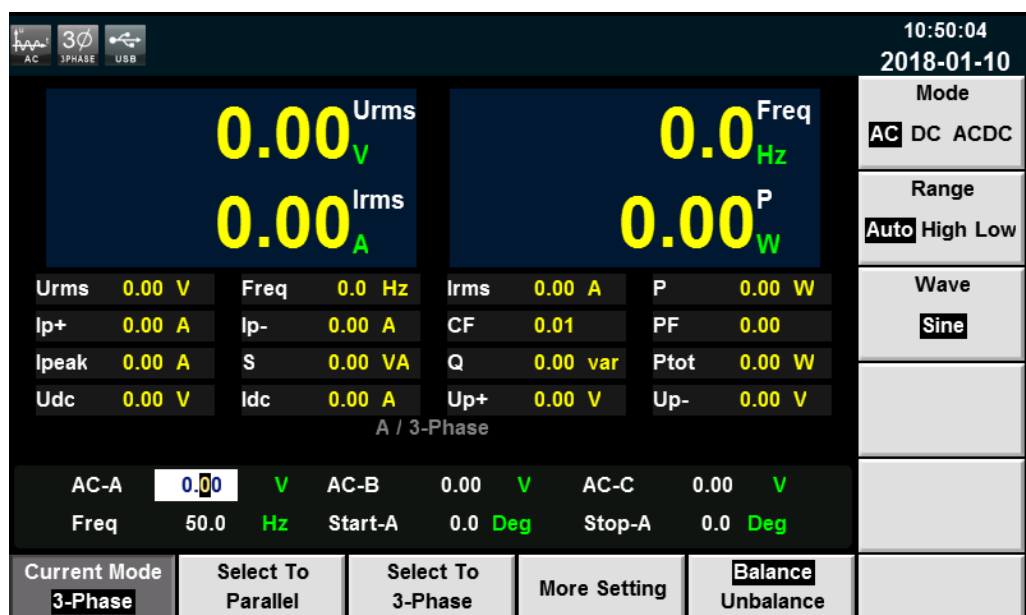 AC 3Ø 3PHASE USB
10:50:04
2018-01-10
0.00 Urms V
0.0 Freq Hz
0.00 Irms A
0.00 P W
Urms 0.00 V Freq 0.0 Hz Irms 0.00 A P 0.00 W
Ip+ 0.00 A Ip- 0.00 A CF 0.01 PF 0.00
Ipeak 0.00 A S 0.00 VA Q 0.00 var Ptot 0.00 W
Udc 0.00 V Idc 0.00 A Up+ 0.00 V Up- 0.00 V
A / 3-Phase
AC-A 0.00 V AC-B 0.00 V AC-C 0.00 V
Freq 50.0 Hz Start-A 0.0 Deg Stop-A 0.0 Deg
Mode
AC DC ACDC
Range
Auto High Low
Wave
Sine
Current Mode
3-Phase
Select To
Parallel
Select To
3-Phase
More Setting
Balance
Unbalance